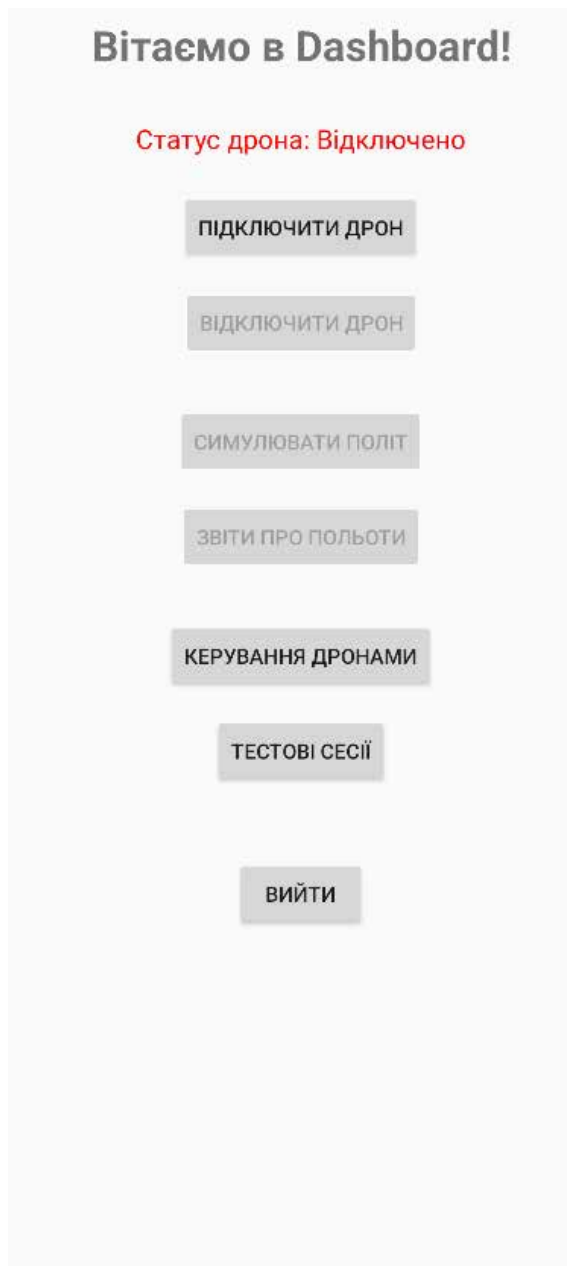 Вітаємо в Dashboard!
Статус дрона: Відключено
ПІДКЛЮЧИТИ ДРОН
ВІДКЛЮЧИТИ ДРОН
СИМУЛЮВАТИ ПОЛІТ
ЗВІТИ ПРО ПОЛЬОТИ
КЕРУВАННЯ ДРОНАМИ
ТЕСТОВІ СЕСІЇ
ВИЙТИ